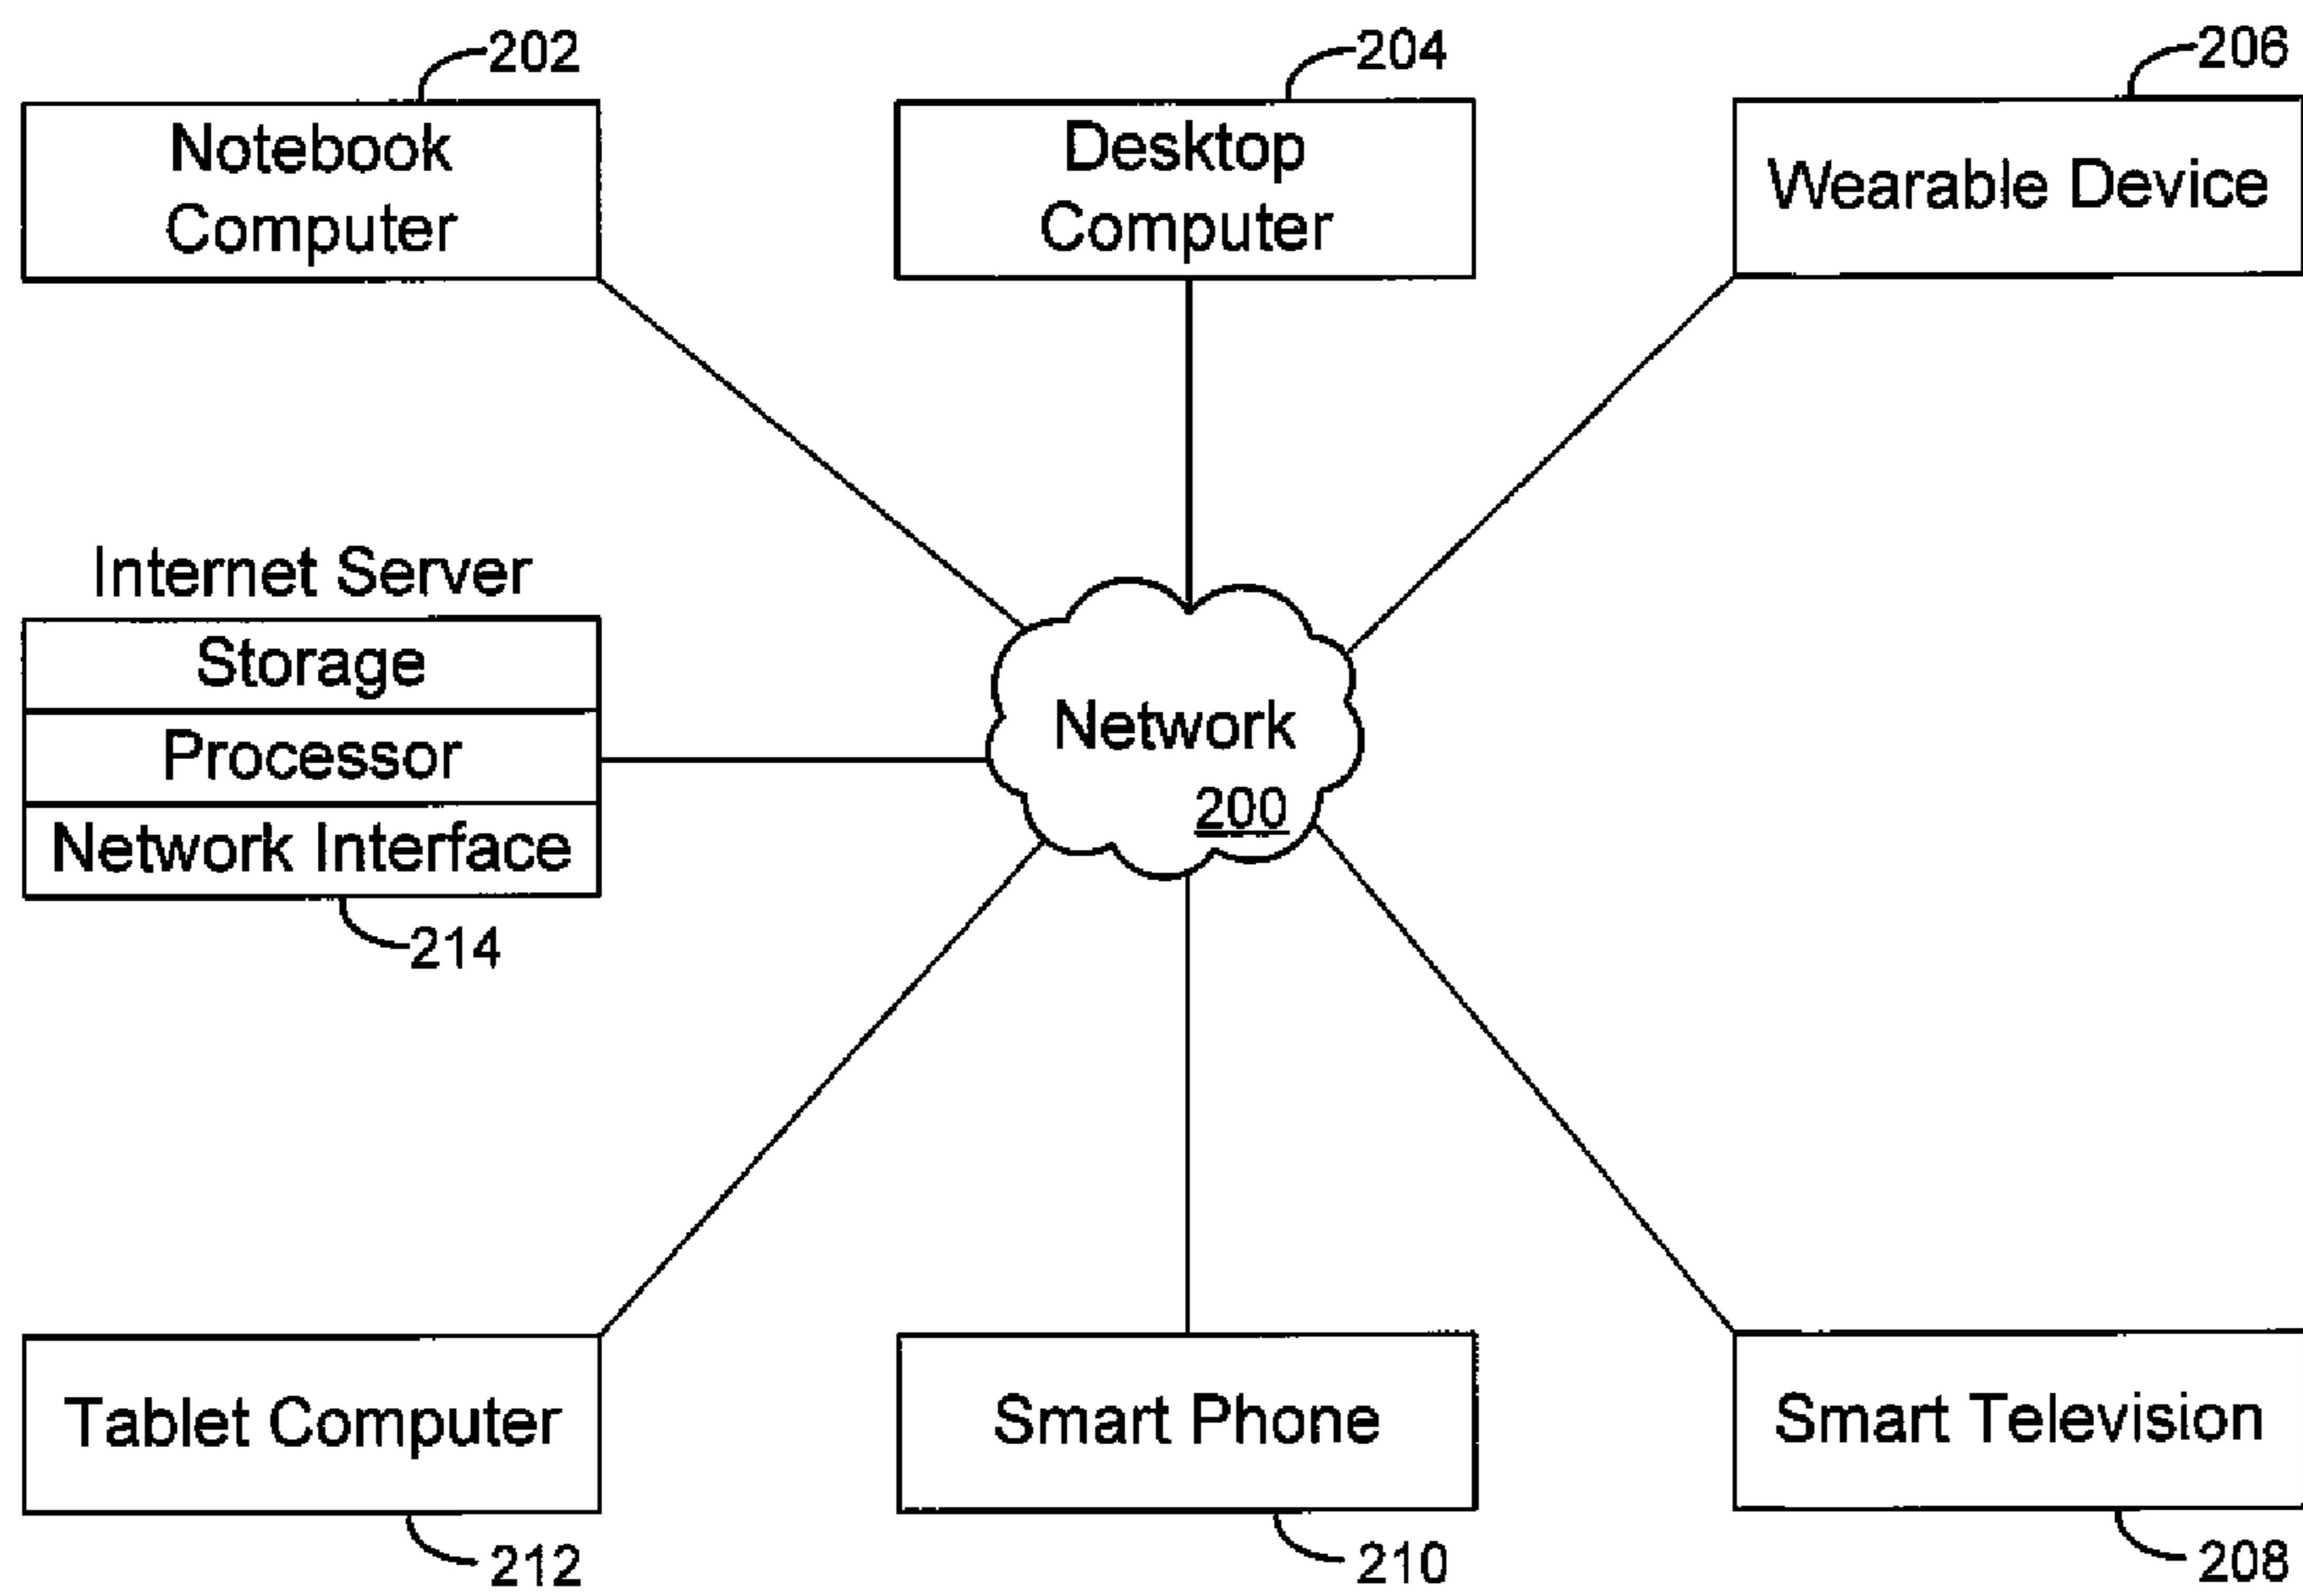 202
204
206
Notebook
Computer
Desktop
Computer
Wearable Device
Internet Server
Storage
Processor
Network Interface
214
Network
200
Tablet Computer
Smart Phone
Smart Television
212
210
208